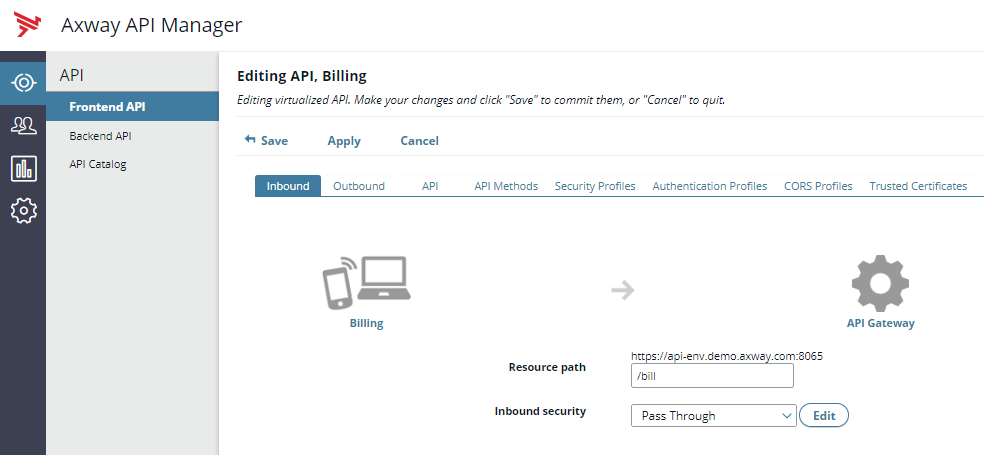 Axway API Manager
API
Frontend API
Backend API
API Catalog
Editing API, Billing
Editing virtualized API. Make your changes and click "Save" to commit them, or "Cancel" to quit.
Save Apply Cancel
Inbound Outbound API API Methods Security Profiles Authentication Profiles CORS Profiles Trusted Certificates
Billing API Gateway
https://api-env.demo.axway.com:8065
Resource path /bill
Inbound security Pass Through Edit